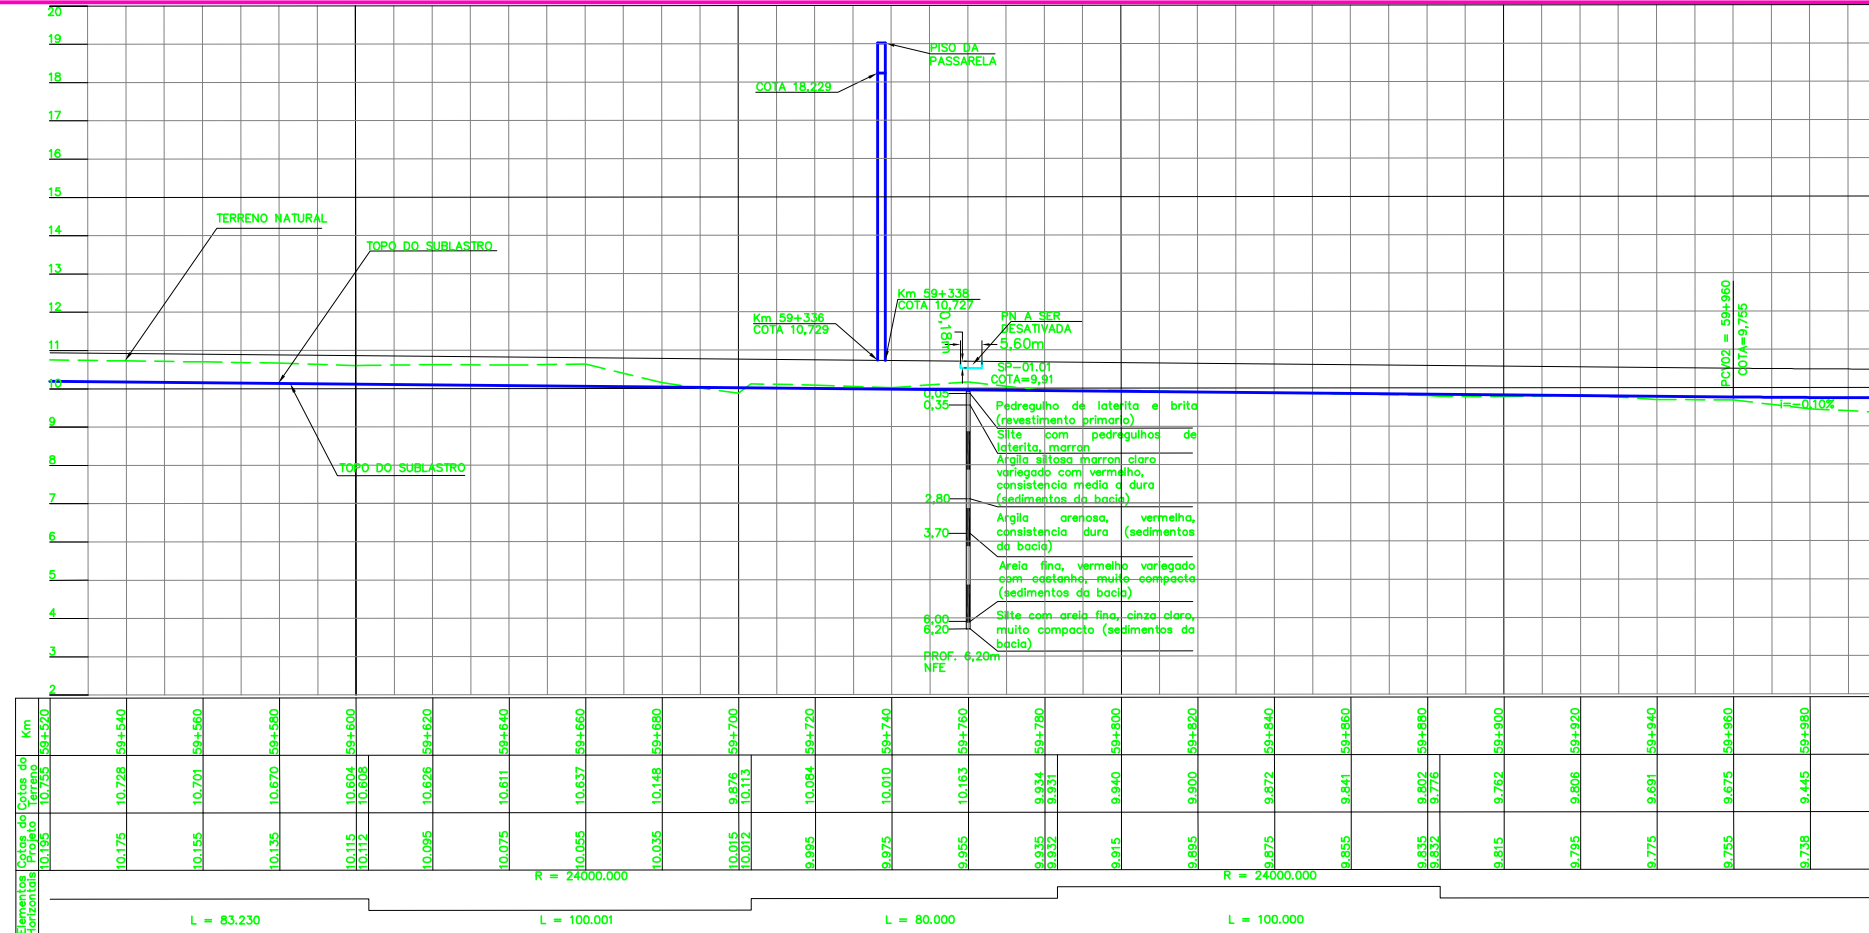 20
19
18
17
16
15
14
13
12
11
10
9
8
7
6
5
4
3
2
PISO DA
PASSARELA
COTA 18,229
TERRENO NATURAL
TOPO DO SUBLASTRO
Km 59+338
COTA 10,727
Km 59+336
COTA 10,729
0,18m
PN A SER
DESATIVADA
5,60m
SP-01.01
COTA=9,91
PCV02 = 59+960
COTA=9,755
i=-0.10%
TOPO DO SUBLASTRO
0,05
0,35
2,80
3,70
6,00
6,20
PROF. 6,20m
NFE
Pedregulho de laterita e brita
(revestimento primario)
Silte com pedregulhos de
laterita, marron
Argila siltosa marron claro
variegado com vermelho,
consistencia media a dura
(sedimentos da bacia)
Argila arenosa, vermelha,
consistencia dura (sedimentos
da bacia)
Areia fina, vermelho variegado
com castanho, muito compacta
(sedimentos da bacia)
Silte com areia fina, cinza claro,
muito compacta (sedimentos da
bacia)
Km
59+520
59+540
59+560
59+580
59+600
59+620
59+640
59+660
59+680
59+700
59+720
59+740
59+760
59+780
59+800
59+820
59+840
59+860
59+880
59+900
59+920
59+940
59+960
59+980
Cotas do
Terreno
10.755
10.728
10.701
10.670
10.604
10.608
10.626
10.611
10.637
10.148
9.876
10.113
10.084
10.010
10.163
9.934
9.931
9.940
9.900
9.872
9.841
9.802
9.776
9.762
9.806
9.691
9.675
9.445
Cotas do
Projeto
10.195
10.175
10.155
10.135
10.115
10.112
10.095
10.075
10.055
10.035
10.015
10.012
9.995
9.975
9.955
9.935
9.932
9.915
9.895
9.875
9.855
9.835
9.832
9.815
9.795
9.775
9.755
9.738
Elementos
Horizontais
R = 24000.000
R = 24000.000
L = 83.230
L = 100.001
L = 80.000
L = 100.000